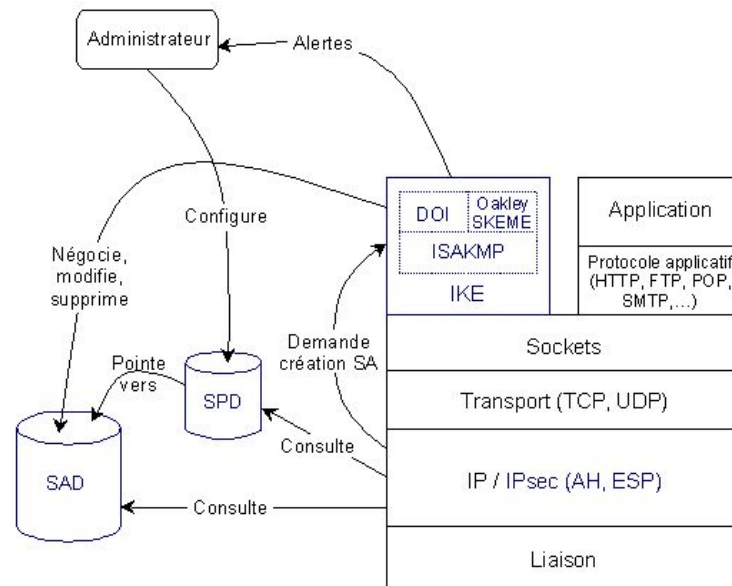 Administrateur
Alertes
Configure
Négocie,
modifie,
supprime
DOI
Oakley
SKEME
ISAKMP
IKE
Application
Protocole applicatif
(HTTP, FTP, POP,
SMTP,...)
Demande
création SA
Sockets
Pointe
vers
SPD
Transport (TCP, UDP)
Consulte
SAD
IP / IPsec (AH, ESP)
Consulte
Liaison